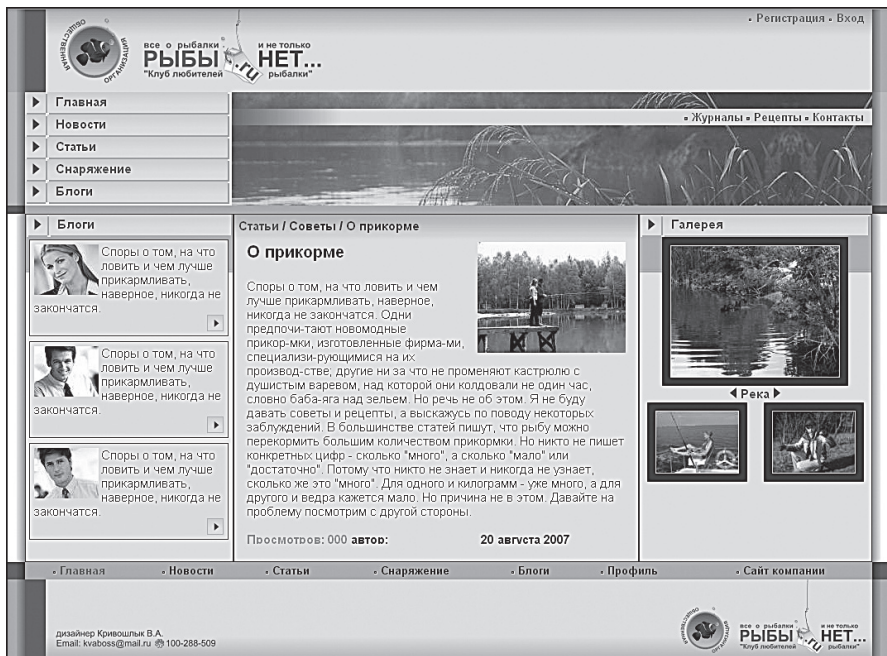 Регистрация Вход
ОБЩЕСТВЕННАЯ ОРГАНИЗАЦИЯ
все о рыбалки и не только
РЫБЫ .ru НЕТ...
"Клуб любителей рыбалки"
Главная
Новости
Статьи
Снаряжение
Блоги
Журналы Рецепты Контакты
Блоги
Споры о том, на что
ловить и чем лучше
прикармливать,
наверное, никогда не
закончатся.
Споры о том, на что
ловить и чем лучше
прикармливать,
наверное, никогда не
закончатся.
Споры о том, на что
ловить и чем лучше
прикармливать,
наверное, никогда не
закончатся.
Статьи / Советы / О прикорме
О прикорме
Споры о том, на что ловить и чем
лучше прикармливать, наверное,
никогда не закончатся. Одни
предпочи-тают новомодные
прикор-мки, изготовленные фирма-ми,
специализи-рующимися на их
производ-стве; другие ни за что не променяют кастрюлю с
душистым варевом, над которой они колдовали не один час,
словно баба-яга над зельем. Но речь не об этом. Я не буду
давать советы и рецепты, а выскажусь по поводу некоторых
заблуждений. В большинстве статей пишут, что рыбу можно
перекормить большим количеством прикормки. Но никто не пишет
конкретных цифр - сколько "много", а сколько "мало" или
"достаточно". Потому что никто не знает и никогда не узнает,
сколько же это "много". Для одного и килограмм - уже много, а для
другого и ведра кажется мало. Но причина не в этом. Давайте на
проблему посмотрим с другой стороны.
Просмотров: 000 автор: 20 августа 2007
Галерея
Река
Главная Новости Статьи Снаряжение Блоги Профиль Сайт компании
дизайнер Кривошлык В.А.
Email: kvaboss@mail.ru 100-288-509
ОБЩЕСТВЕННАЯ ОРГАНИЗАЦИЯ
все о рыбалки и не только
РЫБЫ .ru НЕТ...
"Клуб любителей рыбалки"